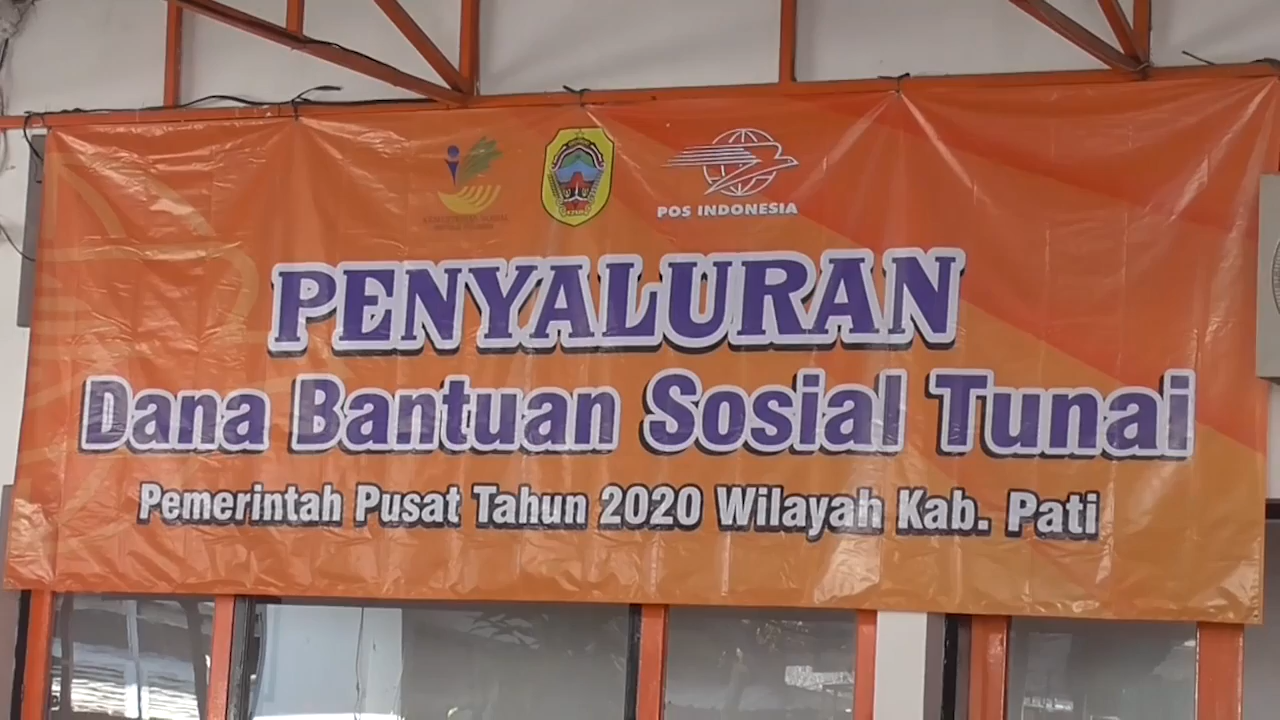 POS INDONESIA
PENYALURAN
Dana Bantuan Sosial Tunai
Pemerintah Pusat Tahun 2020 Wilayah Kab. Pati